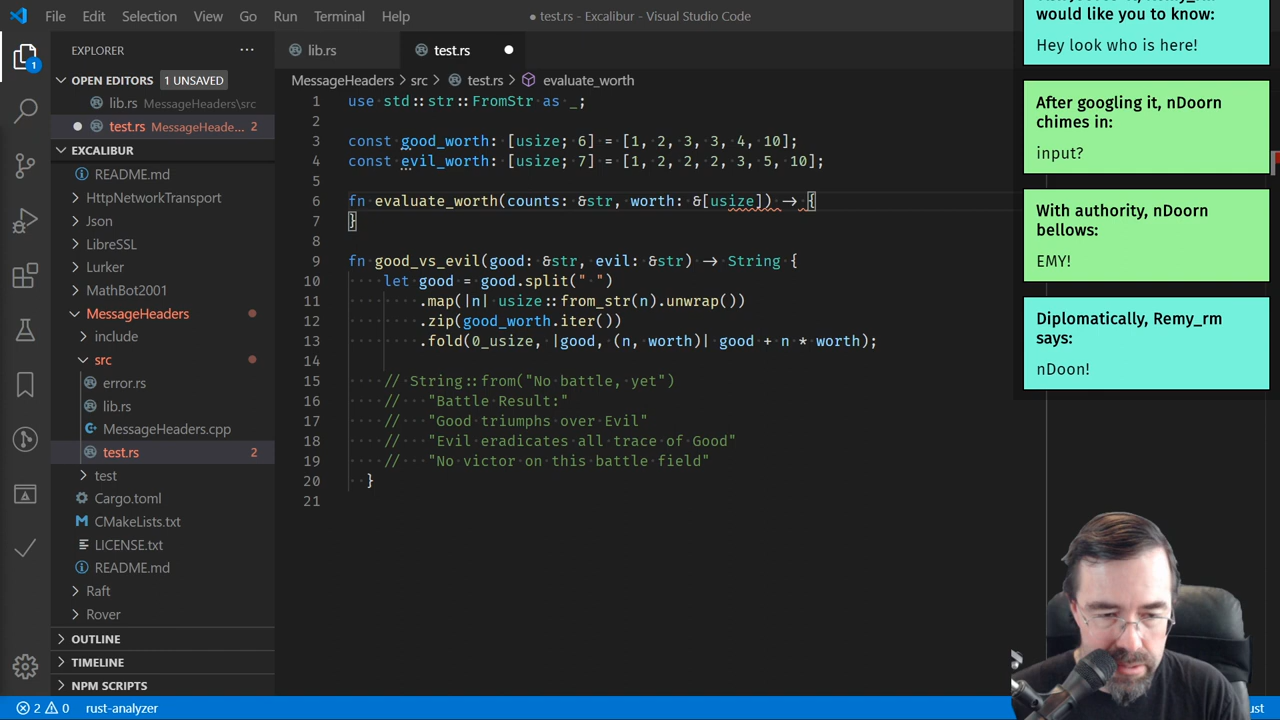 File Edit Selection View Go Run Terminal Help
● test.rs - Excalibur - Visual Studio Code
EXPLORER
OPEN EDITORS 1 UNSAVED
lib.rs MessageHeaders\src
test.rs MessageHeade... 2
EXCALIBUR
README.md
HttpNetworkTransport
Json
LibreSSL
Lurker
MathBot2001
MessageHeaders
include
src
error.rs
lib.rs
MessageHeaders.cpp
test.rs 2
test
Cargo.toml
CMakeLists.txt
LICENSE.txt
README.md
Raft
Rover
OUTLINE
TIMELINE
NPM SCRIPTS
1
lib.rs test.rs
MessageHeaders > src > test.rs > evaluate_worth
1 use std::str::FromStr as _;
2
3 const good_worth: [usize; 6] = [1, 2, 3, 3, 4, 10];
4 const evil_worth: [usize; 7] = [1, 2, 2, 2, 3, 5, 10];
5
6 fn evaluate_worth(counts: &str, worth: &[usize]) -> {
7 }
8
9 fn good_vs_evil(good: &str, evil: &str) -> String {
10 let good = good.split(" ")
11 .map(|n| usize::from_str(n).unwrap())
12 .zip(good_worth.iter())
13 .fold(0_usize, |good, (n, worth)| good + n * worth);
14
15 // String::from("No battle, yet")
16 // "Battle Result:"
17 // "Good triumphs over Evil"
18 // "Evil eradicates all trace of Good"
19 // "No victor on this battle field"
20 }
21
would like you to know:
Hey look who is here!
After googling it, nDoorn
chimes in:
input?
With authority, nDoorn
bellows:
EMY!
Diplomatically, Remy_rm
says:
nDoon!
2 0 rust-analyzer
ust